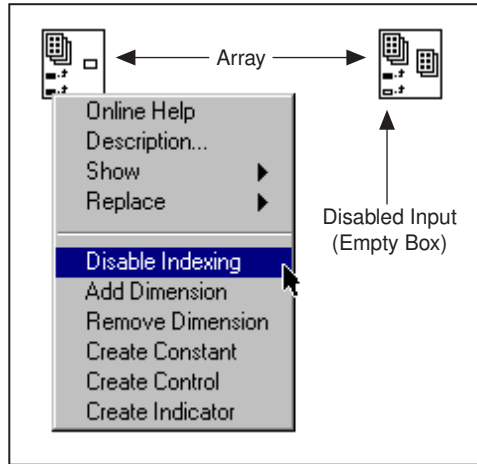 Array
Online Help
Description...
Show
Replace
Disabled Input
(Empty Box)
Disable Indexing
Add Dimension
Remove Dimension
Create Constant
Create Control
Create Indicator